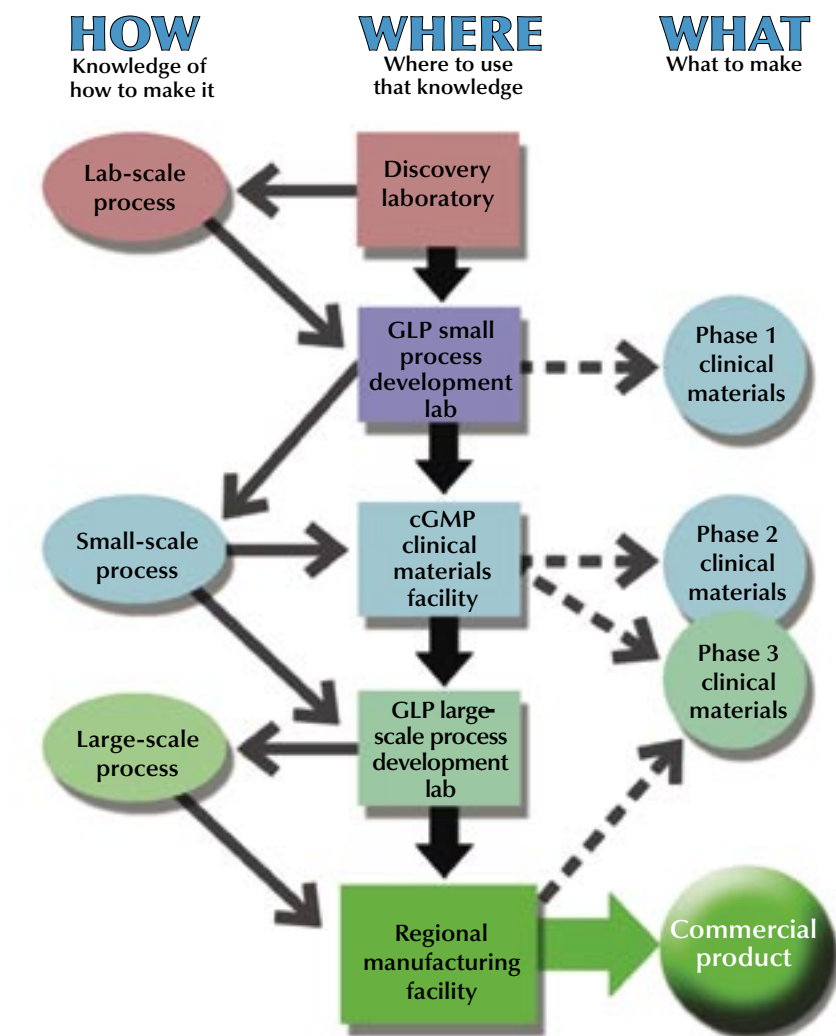 HOW
Knowledge of
how to make it
WHERE
Where to use
that knowledge
WHAT
What to make
Lab-scale
process
Discovery
laboratory
GLP small
process
development
lab
Phase 1
clinical
materials
Small-scale
process
cGMP
clinical
materials
facility
Phase 2
clinical
materials
Phase 3
clinical
materials
Large-scale
process
GLP large-
scale process
development
lab
Regional
manufacturing
facility
Commercial
product